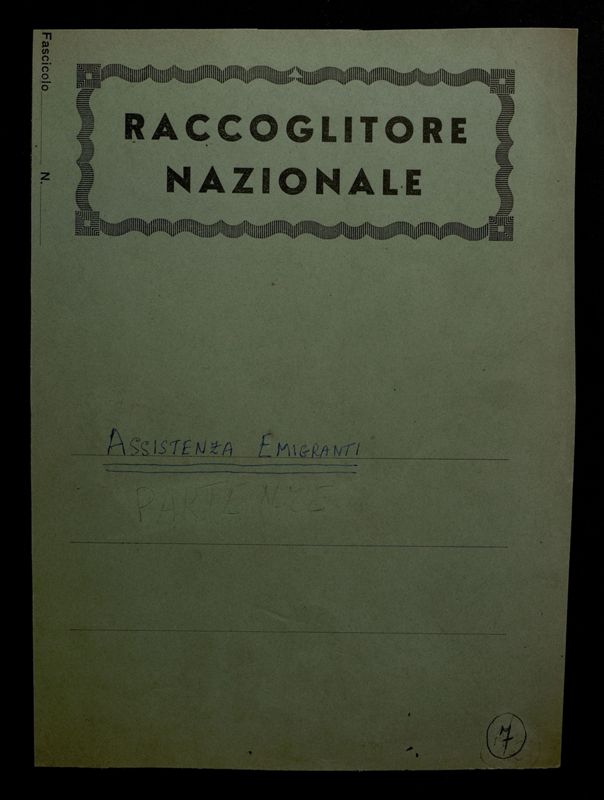 Fascicolo N.
RACCOGLITORE
NAZIONALE
ASSISTENZA EMIGRANTI
PARTENZE
7